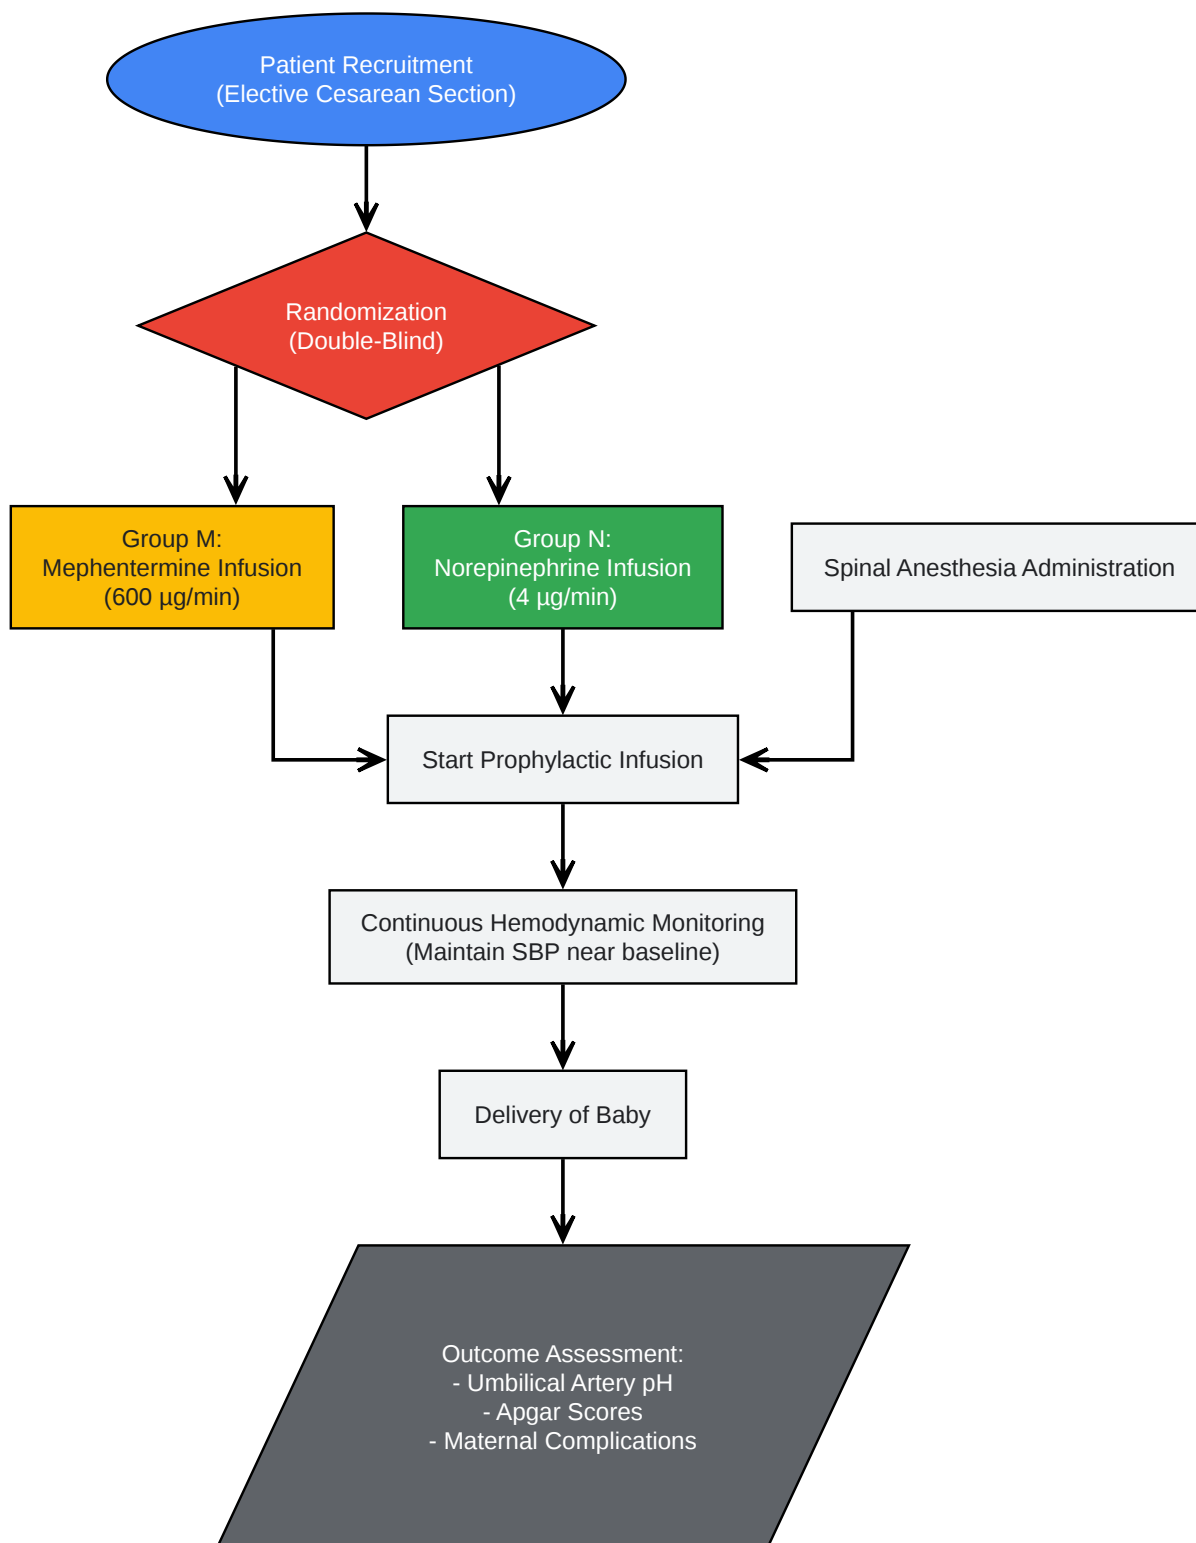 Patient Recruitment
(Elective Cesarean Section)
Randomization
(Double-Blind)
Group M:
Mephentermine Infusion
(600 µg/min)
Group N:
Norepinephrine Infusion
(4 µg/min)
Spinal Anesthesia Administration
Start Prophylactic Infusion
Continuous Hemodynamic Monitoring
(Maintain SBP near baseline)
Delivery of Baby
Outcome Assessment:
- Umbilical Artery pH
- Apgar Scores
- Maternal Complications